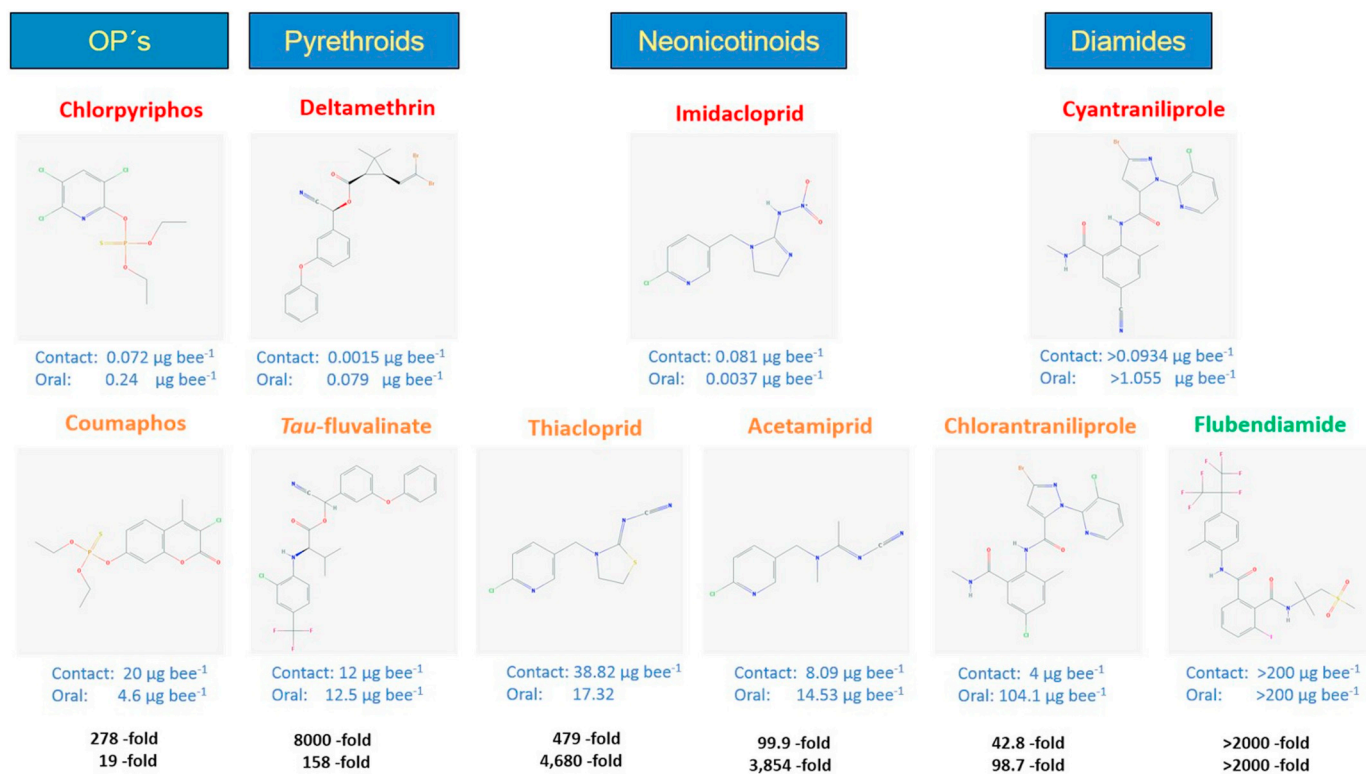 OP´s
Pyrethroids
Neonicotinoids
Diamides
Chlorpyriphos
Deltamethrin
Imidacloprid
Cyantraniliprole
Contact: 0.072 µg bee⁻¹
Oral: 0.24 µg bee⁻¹
Contact: 0.0015 µg bee⁻¹
Oral: 0.079 µg bee⁻¹
Contact: 0.081 µg bee⁻¹
Oral: 0.0037 µg bee⁻¹
Contact: >0.0934 µg bee⁻¹
Oral: >1.055 µg bee⁻¹
Coumaphos
Tau-fluvalinate
Thiacloprid
Acetamiprid
Chlorantraniliprole
Flubendiamide
Contact: 20 µg bee⁻¹
Oral: 4.6 µg bee⁻¹
Contact: 12 µg bee⁻¹
Oral: 12.5 µg bee⁻¹
Contact: 38.82 µg bee⁻¹
Oral: 17.32
Contact: 8.09 µg bee⁻¹
Oral: 14.53 µg bee⁻¹
Contact: 4 µg bee⁻¹
Oral: 104.1 µg bee⁻¹
Contact: >200 µg bee⁻¹
Oral: >200 µg bee⁻¹
278 -fold
19 -fold
8000 -fold
158 -fold
479 -fold
4,680 -fold
99.9 -fold
3,854 -fold
42.8 -fold
98.7 -fold
>2000 -fold
>2000 -fold